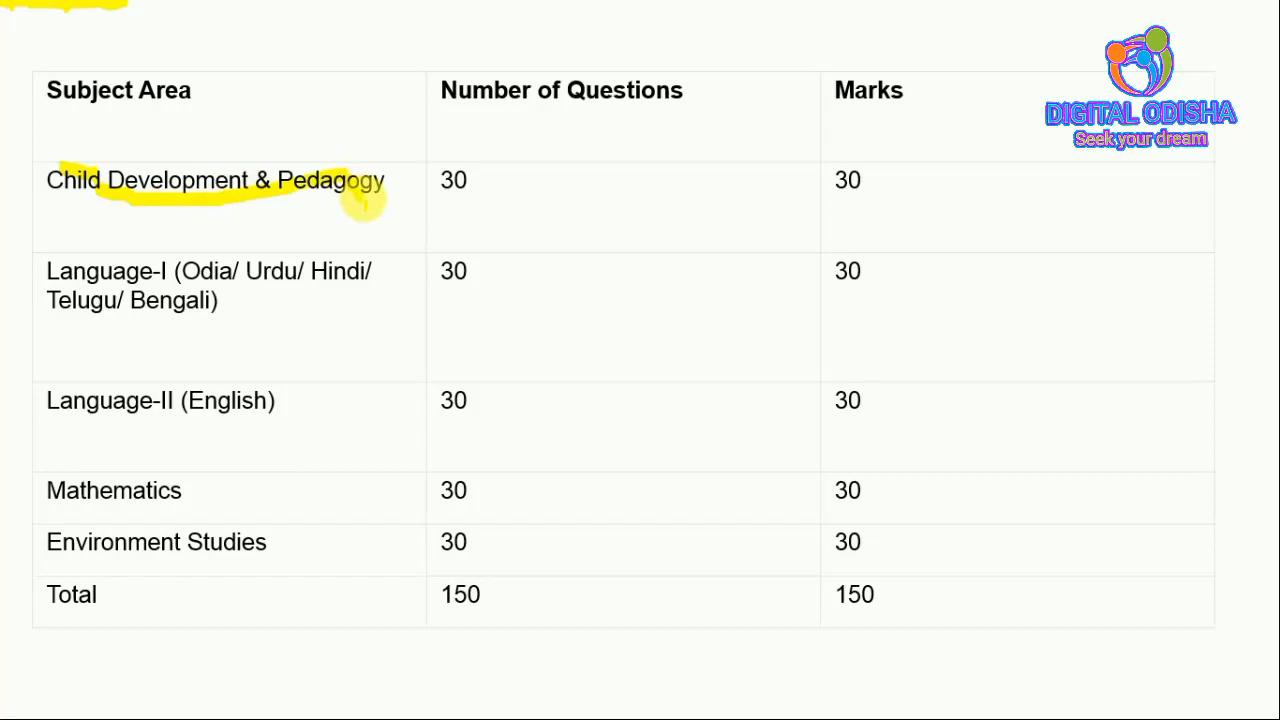 DIGITAL ODISHA
Seek your dream
Subject Area Number of Questions Marks
Child Development & Pedagogy 30 30
Language-I (Odia/ Urdu/ Hindi/ 30 30
Telugu/ Bengali)
Language-II (English) 30 30
Mathematics 30 30
Environment Studies 30 30
Total 150 150